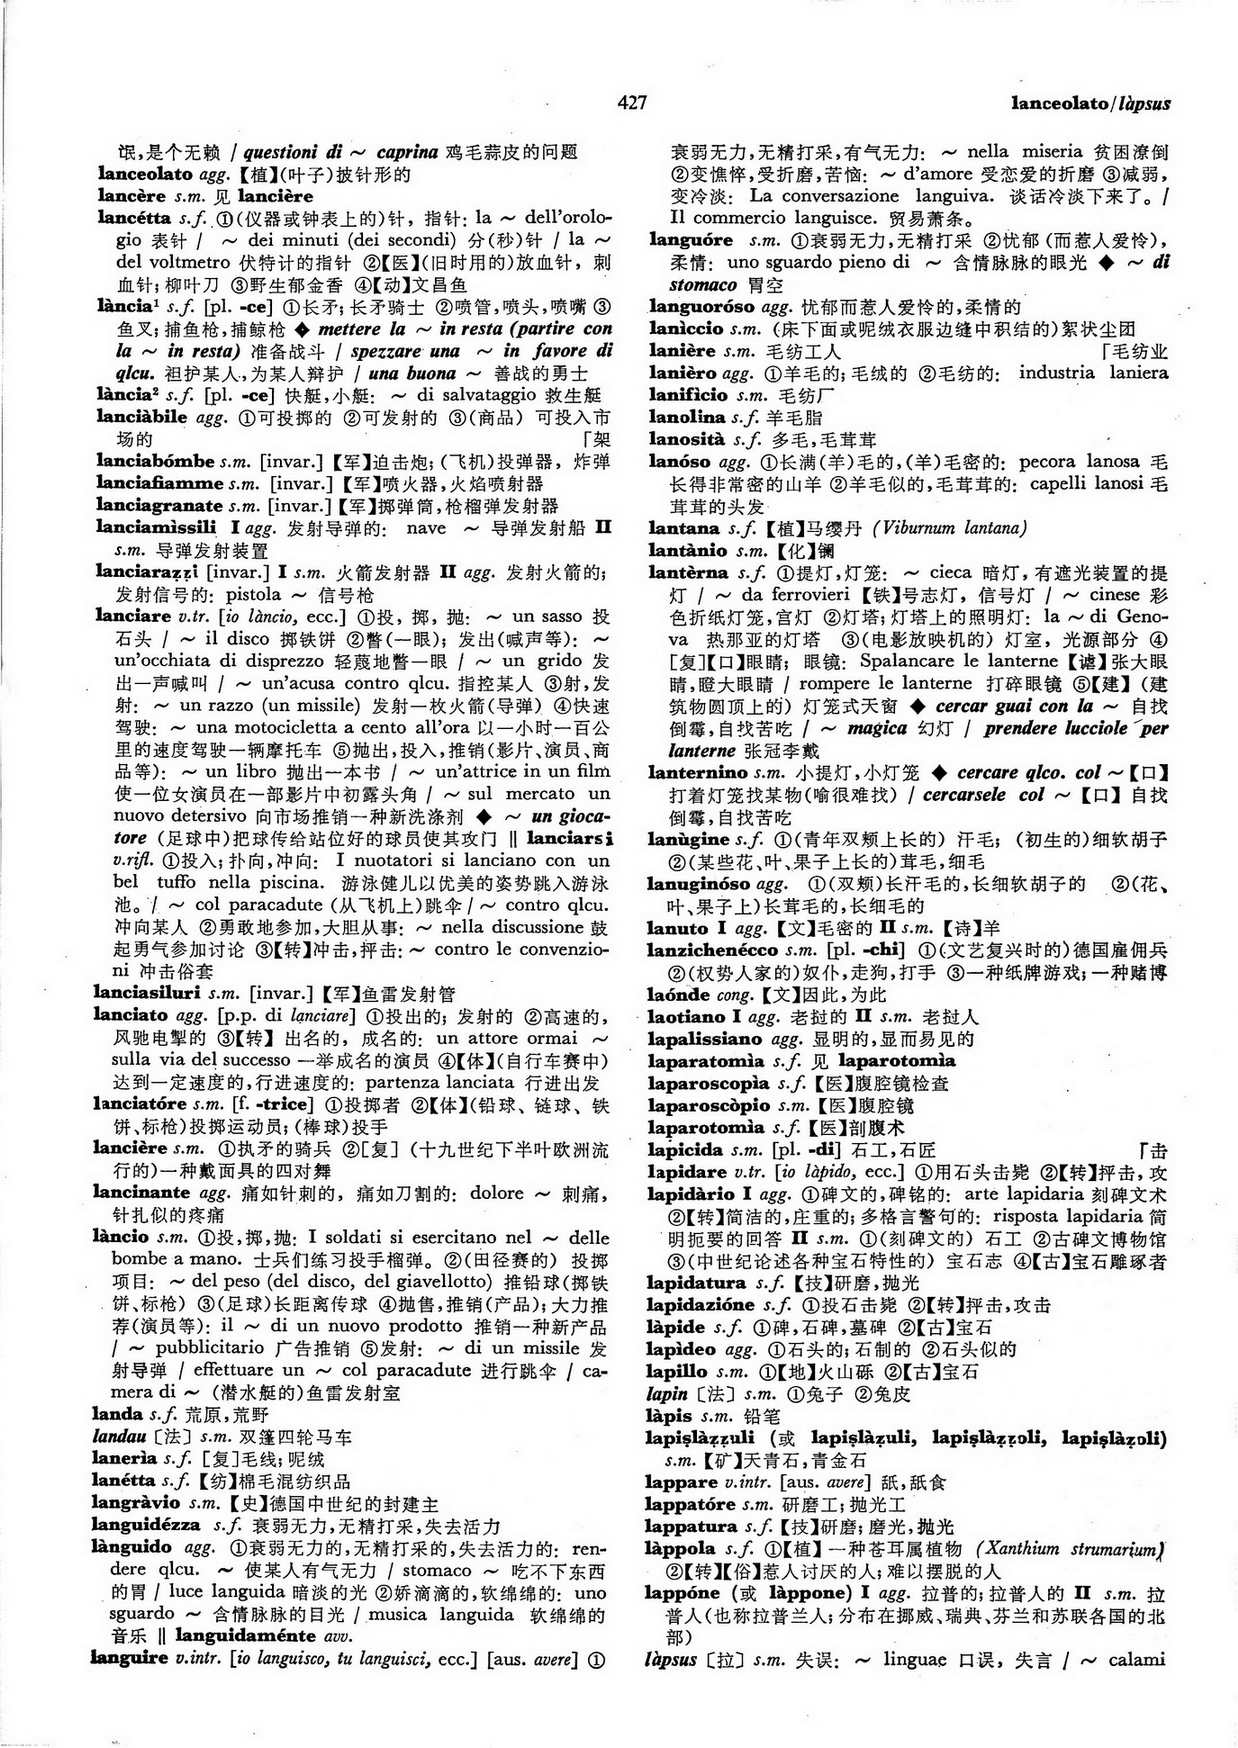 427
lanceolato/làpsus
氓,是个无赖 / questioni di ~ caprina 鸡毛蒜皮的问题
lanceolato agg. 【植】(叶子)披针形的
lancère s.m. 见 lancière
lancétta s.f. ①(仪器或钟表上的)针, 指针: la ~ dell'orolo-
gio 表针 / ~ dei minuti (dei secondi) 分(秒)针 / la ~
del voltmetro 伏特计的指针 ②【医】(旧时用的)放血针, 刺
血针; 柳叶刀 ③野生郁金香 ④【动】文昌鱼
lància¹ s.f. [pl. -ce] ①长矛; 长矛骑士 ②喷管,喷头,喷嘴 ③
鱼叉; 捕鱼枪,捕鲸枪 ◆ mettere la ~ in resta (partire con
la ~ in resta) 准备战斗 / spezzare una ~ in favore di
qlcu. 袒护某人,为某人辩护 / una buona ~ 善战的勇士
lància² s.f. [pl. -ce] 快艇,小艇: ~ di salvataggio 救生艇
lanciàbile agg. ①可投掷的 ②可发射的 ③(商品) 可投入市
场的 「架
lanciabómbe s.m. [invar.] 【军】迫击炮; (飞机)投弹器, 炸弹
lanciafiamme s.m. [invar.] 【军】喷火器,火焰喷射器
lanciagranate s.m. [invar.] 【军】掷弹筒,枪榴弹发射器
lanciamìssili I agg. 发射导弹的: nave ~ 导弹发射船 II
s.m. 导弹发射装置
lanciarazzi [invar.] I s.m. 火箭发射器 II agg. 发射火箭的;
发射信号的: pistola ~ 信号枪
lanciare v.tr. [io làncio, ecc.] ①投, 掷, 抛: ~ un sasso 投
石头 / ~ il disco 掷铁饼 ②瞥(一眼); 发出(喊声等): ~
un'occhiata di disprezzo 轻蔑地瞥一眼 / ~ un grido 发
出一声喊叫 / ~ un'acusa contro qlcu. 指控某人 ③射,发
射: ~ un razzo (un missile) 发射一枚火箭(导弹) ④快速
驾驶: ~ una motocicletta a cento all'ora 以一小时一百公
里的速度驾驶一辆摩托车 ⑤抛出,投入,推销(影片、演员、商
品等): ~ un libro 抛出一本书 / ~ un'attrice in un film
使一位女演员在一部影片中初露头角 / ~ sul mercato un
nuovo detersivo 向市场推销一种新洗涤剂 ◆ ~ un gioca-
tore (足球中)把球传给站位好的球员使其攻门 ‖ lanciarsi
v.rifl. ①投入; 扑向,冲向: I nuotatori si lanciano con un
bel tuffo nella piscina. 游泳健儿以优美的姿势跳入游泳
池。/ ~ col paracadute (从飞机上)跳伞 / ~ contro qlcu.
冲向某人 ②勇敢地参加,大胆从事: ~ nella discussione 鼓
起勇气参加讨论 ③【转】冲击,抨击: ~ contro le convenzio-
ni 冲击俗套
lanciasiluri s.m. [invar.] 【军】鱼雷发射管
lanciato agg. [p.p. di lanciare] ①投出的; 发射的 ②高速的,
风驰电掣的 ③【转】 出名的, 成名的: un attore ormai ~
sulla via del successo 一举成名的演员 ④【体】(自行车赛中)
达到一定速度的,行进速度的: partenza lanciata 行进出发
lanciatóre s.m. [f. -trice] ①投掷者 ②【体】(铅球、链球、铁
饼、标枪)投掷运动员; (棒球)投手
lancière s.m. ①执矛的骑兵 ②[复] (十九世纪下半叶欧洲流
行的)一种戴面具的四对舞
lancinante agg. 痛如针刺的, 痛如刀割的: dolore ~ 刺痛,
针扎似的疼痛
làncio s.m. ①投,掷,抛: I soldati si esercitano nel ~ delle
bombe a mano. 士兵们练习投手榴弹。②(田径赛的) 投掷
项目: ~ del peso (del disco, del giavellotto) 推铅球(掷铁
饼、标枪) ③(足球)长距离传球 ④抛售,推销(产品); 大力推
荐(演员等): il ~ di un nuovo prodotto 推销一种新产品
/ ~ pubblicitario 广告推销 ⑤发射: ~ di un missile 发
射导弹 / effettuare un ~ col paracadute 进行跳伞 / ca-
mera di ~ (潜水艇的)鱼雷发射室
landa s.f. 荒原,荒野
landau 〔法〕 s.m. 双篷四轮马车
lanerìa s.f. [复]毛线; 呢绒
lanétta s.f. 【纺】棉毛混纺织品
langràvio s.m. 【史】德国中世纪的封建主
languidézza s.f. 衰弱无力,无精打采,失去活力
lànguido agg. ①衰弱无力的,无精打采的,失去活力的: ren-
dere qlcu. ~ 使某人有气无力 / stomaco ~ 吃不下东西
的胃 / luce languida 暗淡的光 ②娇滴滴的,软绵绵的: uno
sguardo ~ 含情脉脉的目光 / musica languida 软绵绵的
音乐 ‖ languidaménte avv.
languire v.intr. [io languisco, tu languisci, ecc.] [aus. avere] ①
衰弱无力,无精打采,有气无力: ~ nella miseria 贫困潦倒
②变憔悴,受折磨,苦恼: ~ d'amore 受恋爱的折磨 ③减弱,
变冷淡: La conversazione languiva. 谈话冷淡下来了。/
Il commercio languisce. 贸易萧条。
languóre s.m. ①衰弱无力,无精打采 ②忧郁 (而惹人爱怜),
柔情: uno sguardo pieno di ~ 含情脉脉的眼光 ◆ ~ di
stomaco 胃空
languoróso agg. 忧郁而惹人爱怜的,柔情的
lanìccio s.m. (床下面或呢绒衣服边缝中积结的)絮状尘团
lanière s.m. 毛纺工人 「毛纺业
lanièro agg. ①羊毛的; 毛绒的 ②毛纺的: industria laniera
lanifìcio s.m. 毛纺厂
lanolina s.f. 羊毛脂
lanosità s.f. 多毛,毛茸茸
lanóso agg. ①长满(羊)毛的,(羊)毛密的: pecora lanosa 毛
长得非常密的山羊 ②羊毛似的,毛茸茸的: capelli lanosi 毛
茸茸的头发
lantana s.f. 【植】马缨丹 (Viburnum lantana)
lantànio s.m. 【化】镧
lantèrna s.f. ①提灯,灯笼: ~ cieca 暗灯, 有遮光装置的提
灯 / ~ da ferrovieri 【铁】号志灯, 信号灯 / ~ cinese 彩
色折纸灯笼,宫灯 ②灯塔; 灯塔上的照明灯: la ~ di Geno-
va 热那亚的灯塔 ③(电影放映机的) 灯室, 光源部分 ④
[复]【口】眼睛; 眼镜: Spalancare le lanterne 【谑】张大眼
睛,瞪大眼睛 / rompere le lanterne 打碎眼镜 ⑤【建】 (建
筑物圆顶上的) 灯笼式天窗 ◆ cercar guai con la ~ 自找
倒霉,自找苦吃 / ~ magica 幻灯 / prendere lucciole per
lanterne 张冠李戴
lanternino s.m. 小提灯,小灯笼 ◆ cercare qlco. col ~【口】
打着灯笼找某物(喻很难找) / cercarsele col ~ 【口】 自找
倒霉,自找苦吃
lanùgine s.f. ①(青年双颊上长的) 汗毛; (初生的)细软胡子
②(某些花、叶、果子上长的)茸毛,细毛
lanuginóso agg. ①(双颊)长汗毛的,长细软胡子的 ②(花、
叶、果子上)长茸毛的,长细毛的
lanuto I agg. 【文】毛密的 II s.m. 【诗】羊
lanzichenécco s.m. [pl. -chi] ①(文艺复兴时的)德国雇佣兵
②(权势人家的)奴仆,走狗,打手 ③一种纸牌游戏; 一种赌博
laónde cong. 【文】因此,为此
laotiano I agg. 老挝的 II s.m. 老挝人
lapalissiano agg. 显明的,显而易见的
laparatomìa s.f. 见 laparotomìa
laparoscopìa s.f. 【医】腹腔镜检查
laparoscòpio s.m. 【医】腹腔镜
laparotomìa s.f. 【医】剖腹术
lapicida s.m. [pl. -di] 石工,石匠 「击
lapidare v.tr. [io làpido, ecc.] ①用石头击毙 ②【转】抨击, 攻
lapidàrio I agg. ①碑文的,碑铭的: arte lapidaria 刻碑文术
②【转】简洁的,庄重的; 多格言警句的: risposta lapidaria 简
明扼要的回答 II s.m. ①(刻碑文的) 石工 ②古碑文博物馆
③(中世纪论述各种宝石特性的) 宝石志 ④【古】宝石雕琢者
lapidatura s.f. 【技】研磨,抛光
lapidazióne s.f. ①投石击毙 ②【转】抨击,攻击
làpide s.f. ①碑,石碑,墓碑 ②【古】宝石
lapìdeo agg. ①石头的; 石制的 ②石头似的
lapillo s.m. ①【地】火山砾 ②【古】宝石
lapin 〔法〕 s.m. ①兔子 ②兔皮
làpis s.m. 铅笔
lapislàzzuli (或 lapislàzuli, lapislàzzoli, lapislàzoli)
s.m. 【矿】天青石,青金石
lappare v.intr. [aus. avere] 舐,舐食
lappatóre s.m. 研磨工; 抛光工
lappatura s.f. 【技】研磨; 磨光,抛光
làppola s.f. ①【植】一种苍耳属植物 (Xanthium strumarium)
②【转】【俗】惹人讨厌的人; 难以摆脱的人
lappóne (或 làppone) I agg. 拉普的; 拉普人的 II s.m. 拉
普人(也称拉普兰人; 分布在挪威、瑞典、芬兰和苏联各国的北
部)
làpsus 〔拉〕 s.m. 失误: ~ linguae 口误, 失言 / ~ calami